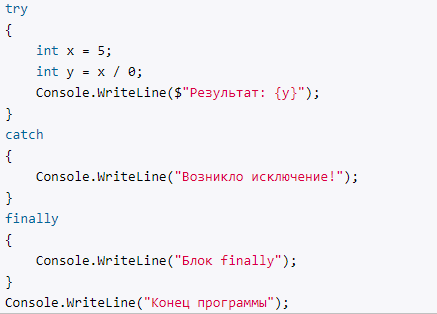 try
{
    int x = 5;
    int y = x / 0;
    Console.WriteLine($"Результат: {y}");
}
catch
{
    Console.WriteLine("Возникло исключение!");
}
finally
{
    Console.WriteLine("Блок finally");
}
Console.WriteLine("Конец программы");